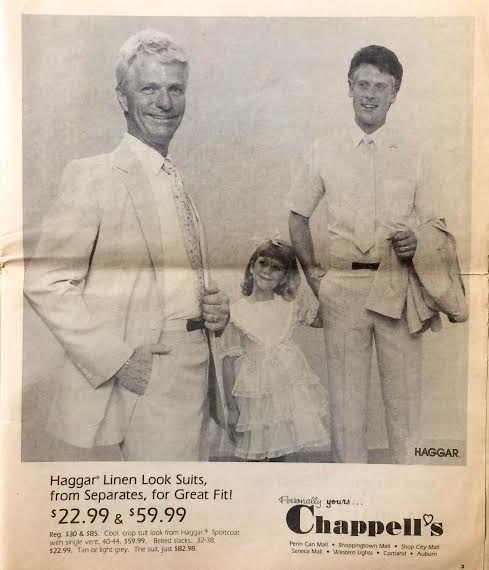 HAGGAR.
Haggar® Linen Look Suits,
from Separates, for Great Fit!
$22.99 & $59.99
Reg. $30 & $85. Cool, crisp suit look from Haggar.® Sportcoat
with single vent, 40-44, $59.99. Belted slacks, 32-38,
$22.99. Tan or light grey. The suit, just $82.98.
Personally yours...
Chappell's
Penn Can Mall • Shoppingtown Mall • Shop City Mall
Seneca Mall • Western Lights • Cortland • Auburn
3